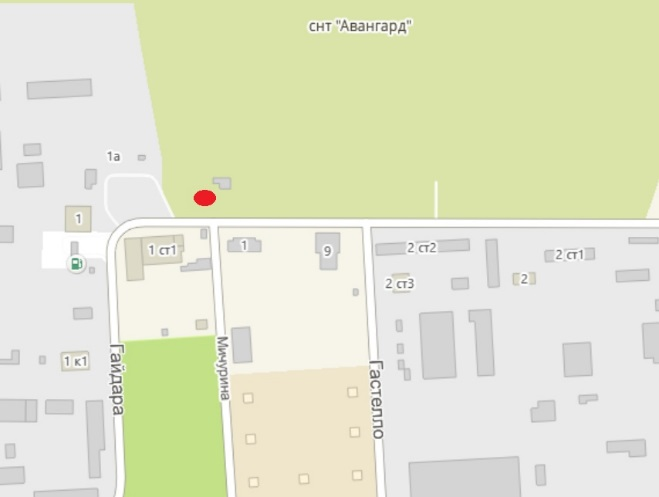 снт "Авангард"
1а
1
1 ст1
1
9
2 ст2
2 ст1
2 ст3
2
1 к1
Гайдара
Мичурина
Гастелло